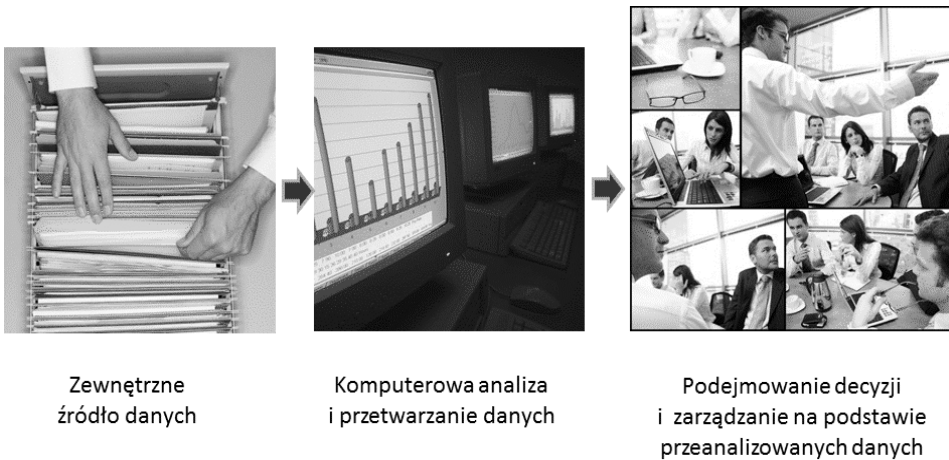 Zewnętrzne
źródło danych
Komputerowa analiza
i przetwarzanie danych
Podejmowanie decyzji
i zarządzanie na podstawie
przeanalizowanych danych